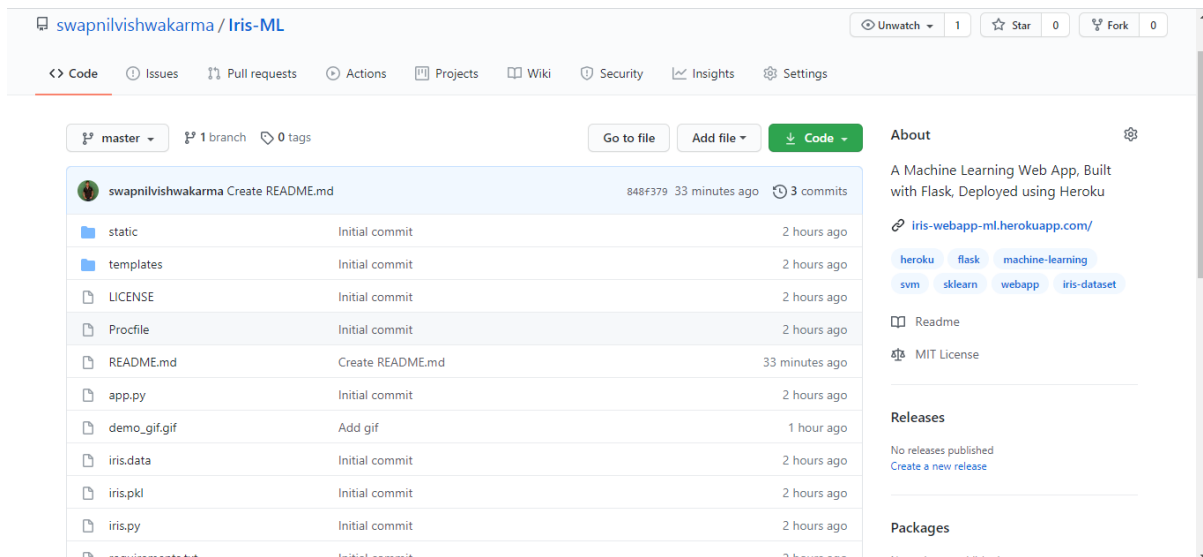 swapnilvishwakarma / Iris-ML
Unwatch 1 Star 0 Fork 0
Code Issues Pull requests Actions Projects Wiki Security Insights Settings
master 1 branch 0 tags Go to file Add file Code
swapnilvishwakarma Create README.md 848f379 33 minutes ago 3 commits
static Initial commit 2 hours ago
templates Initial commit 2 hours ago
LICENSE Initial commit 2 hours ago
Procfile Initial commit 2 hours ago
README.md Create README.md 33 minutes ago
app.py Initial commit 2 hours ago
demo_gif.gif Add gif 1 hour ago
iris.data Initial commit 2 hours ago
iris.pkl Initial commit 2 hours ago
iris.py Initial commit 2 hours ago
requirements.txt Initial commit 2 hours ago
About
A Machine Learning Web App, Built
with Flask, Deployed using Heroku
iris-webapp-ml.herokuapp.com/
heroku flask machine-learning
svm sklearn webapp iris-dataset
Readme
MIT License
Releases
No releases published
Create a new release
Packages